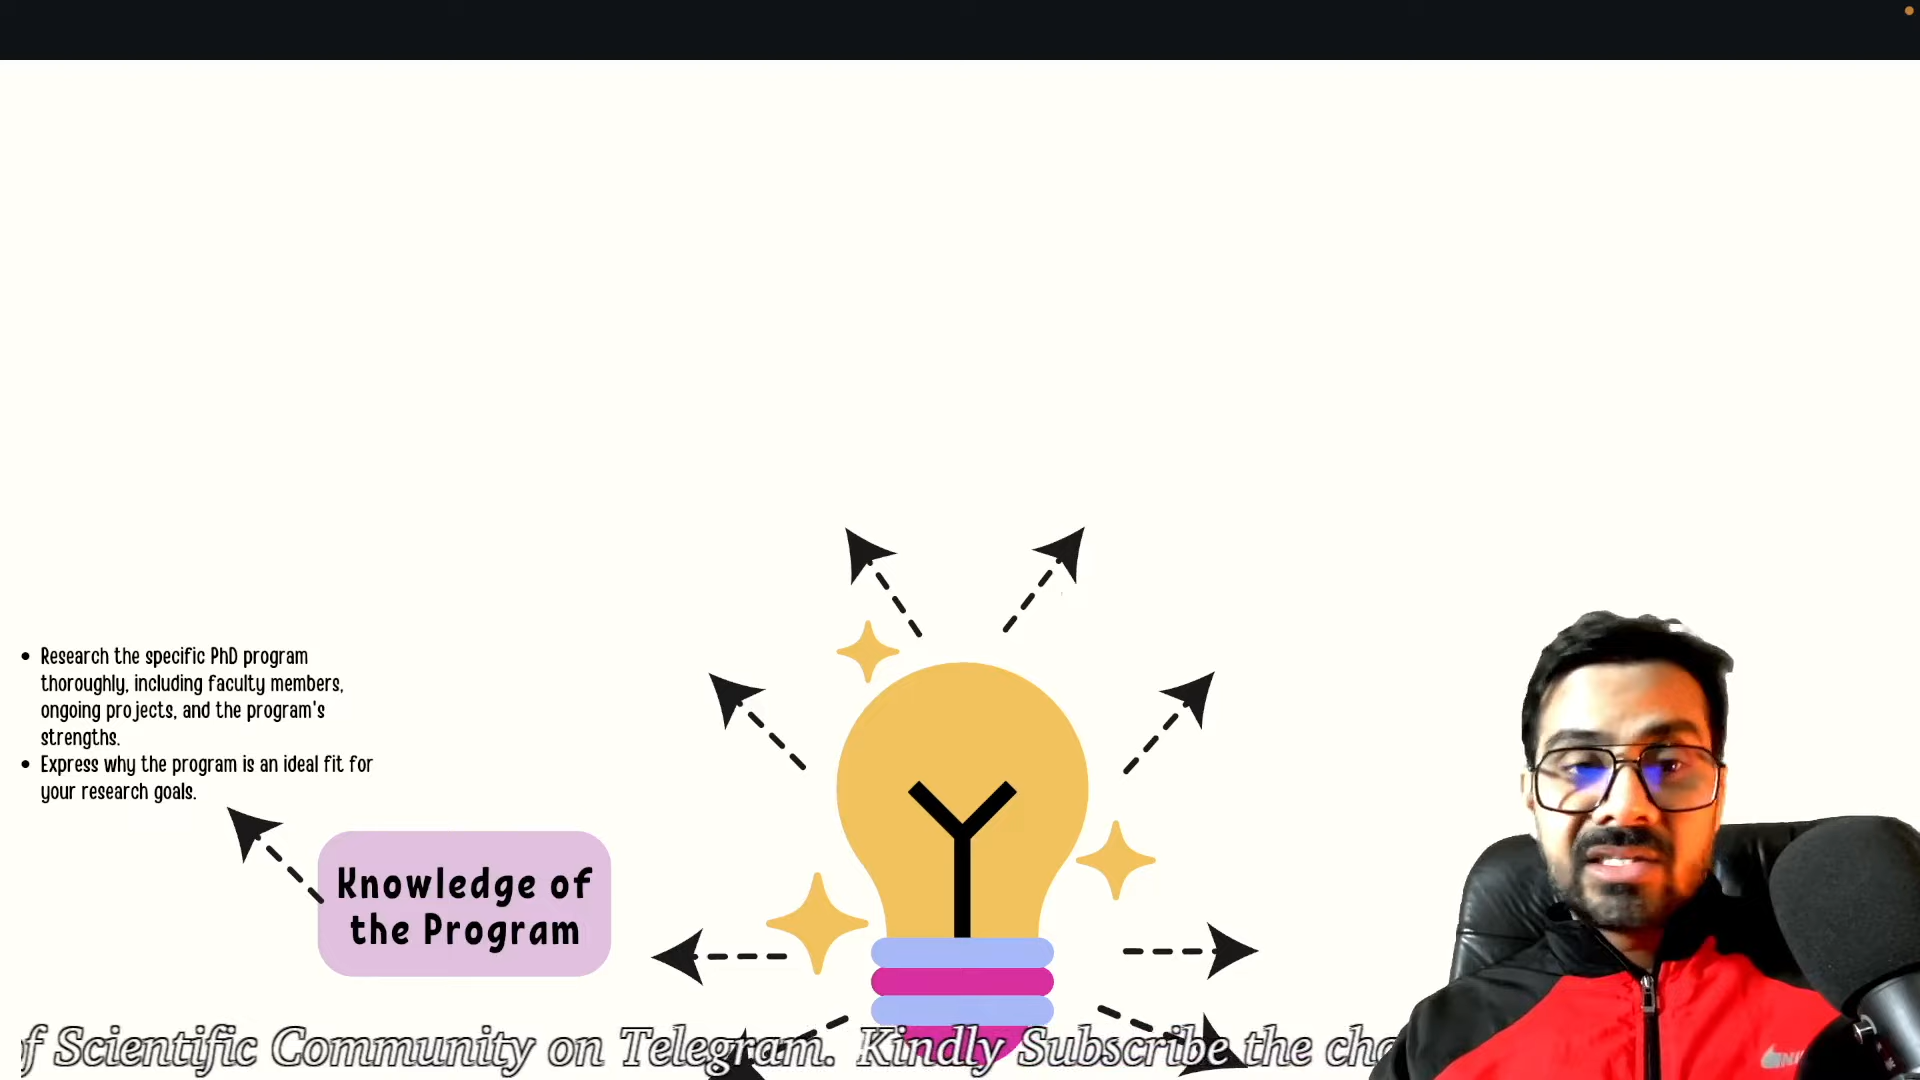 • Research the specific PhD program
thoroughly, including faculty members,
ongoing projects, and the program's
strengths.
• Express why the program is an ideal fit for
your research goals.
Knowledge of
the Program
of Scientific Community on Telegram. Kindly Subscribe the